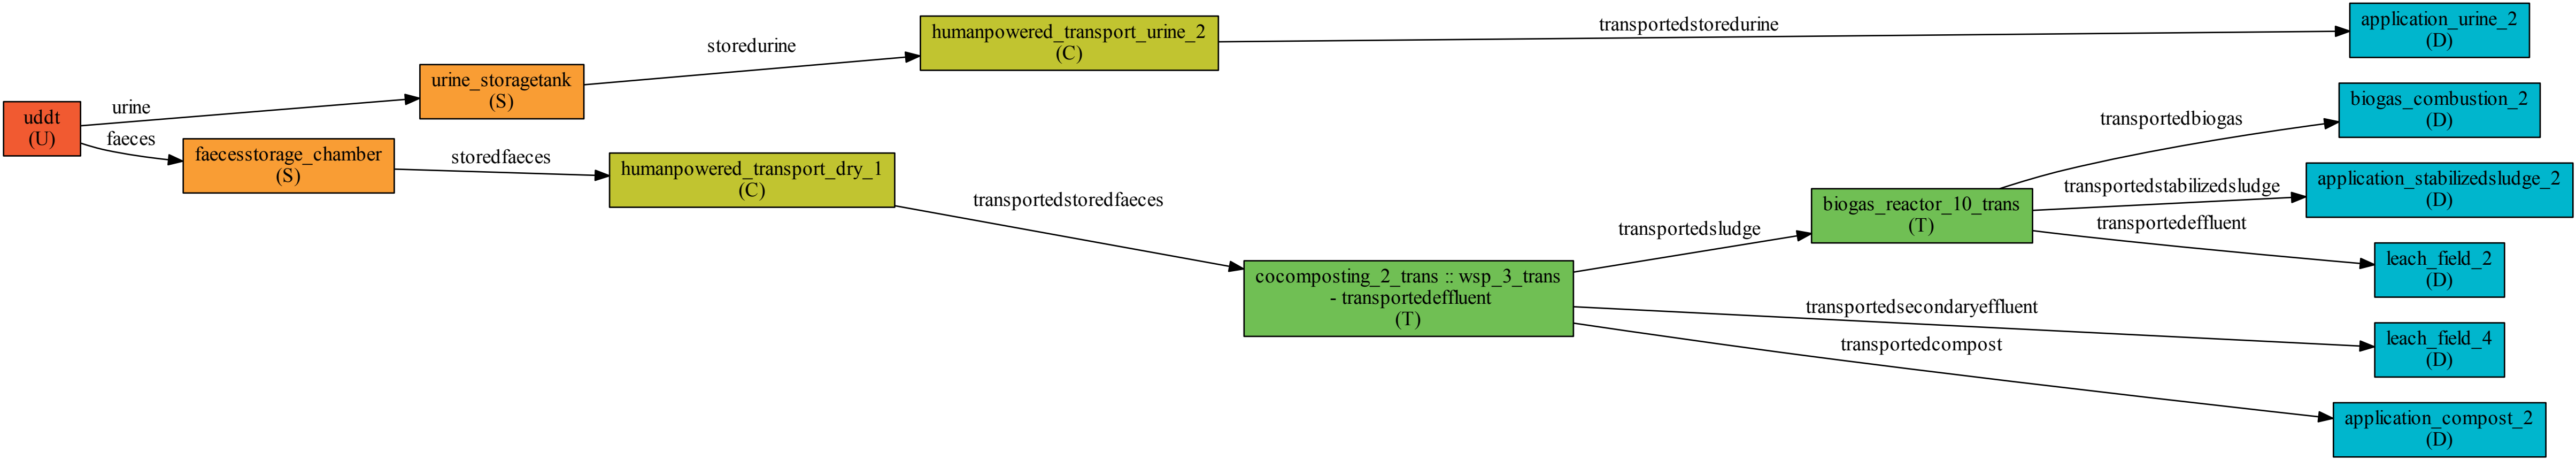 uddt
(U)
urine
faeces
urine_storagetank
(S)
faecesstorage_chamber
(S)
storedurine
storedfaeces
humanpowered_transport_urine_2
(C)
humanpowered_transport_dry_1
(C)
transportedstoredurine
transportedstoredfaeces
cocomposting_2_trans :: wsp_3_trans
- transportedeffluent
(T)
transportedsludge
transportedsecondaryeffluent
transportedcompost
biogas_reactor_10_trans
(T)
transportedbiogas
transportedstabilizedsludge
transportedeffluent
application_urine_2
(D)
biogas_combustion_2
(D)
application_stabilizedsludge_2
(D)
leach_field_2
(D)
leach_field_4
(D)
application_compost_2
(D)